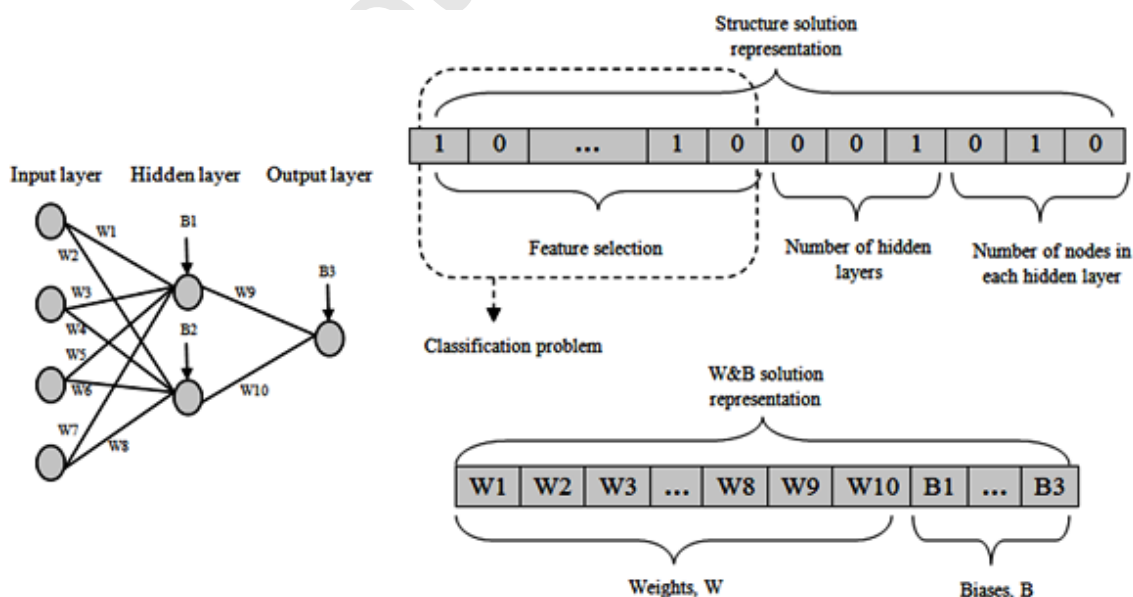 Structure solution
representation
1 0 ... 1 0 0 0 1 0 1 0
Feature selection
Number of hidden
layers
Number of nodes in
each hidden layer
Classification problem
Input layer Hidden layer Output layer
W1
W2
W3
W4
W5
W6
W7
W8
B1
B2
W9
W10
B3
W&B solution
representation
W1 W2 W3 ... W8 W9 W10 B1 ... B3
Weights, W
Biases, B